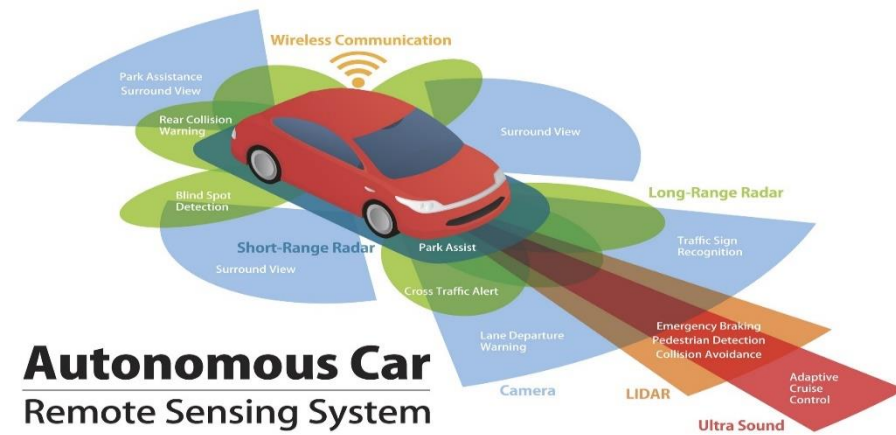 Wireless Communication
Park Assistance
Surround View
Rear Collision
Warning
Surround View
Blind Spot
Detection
Long-Range Radar
Short-Range Radar
Park Assist
Traffic Sign
Recognition
Surround View
Cross Traffic Alert
Lane Departure
Warning
Emergency Braking
Pedestrian Detection
Collision Avoidance
Autonomous Car
Remote Sensing System
Camera
LIDAR
Adaptive
Cruise
Control
Ultra Sound